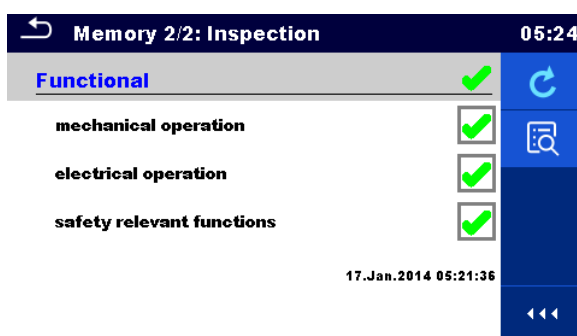 Memory 2/2: Inspection 05:24
Functional
mechanical operation
electrical operation
safety relevant functions
17.Jan.2014 05:21:36